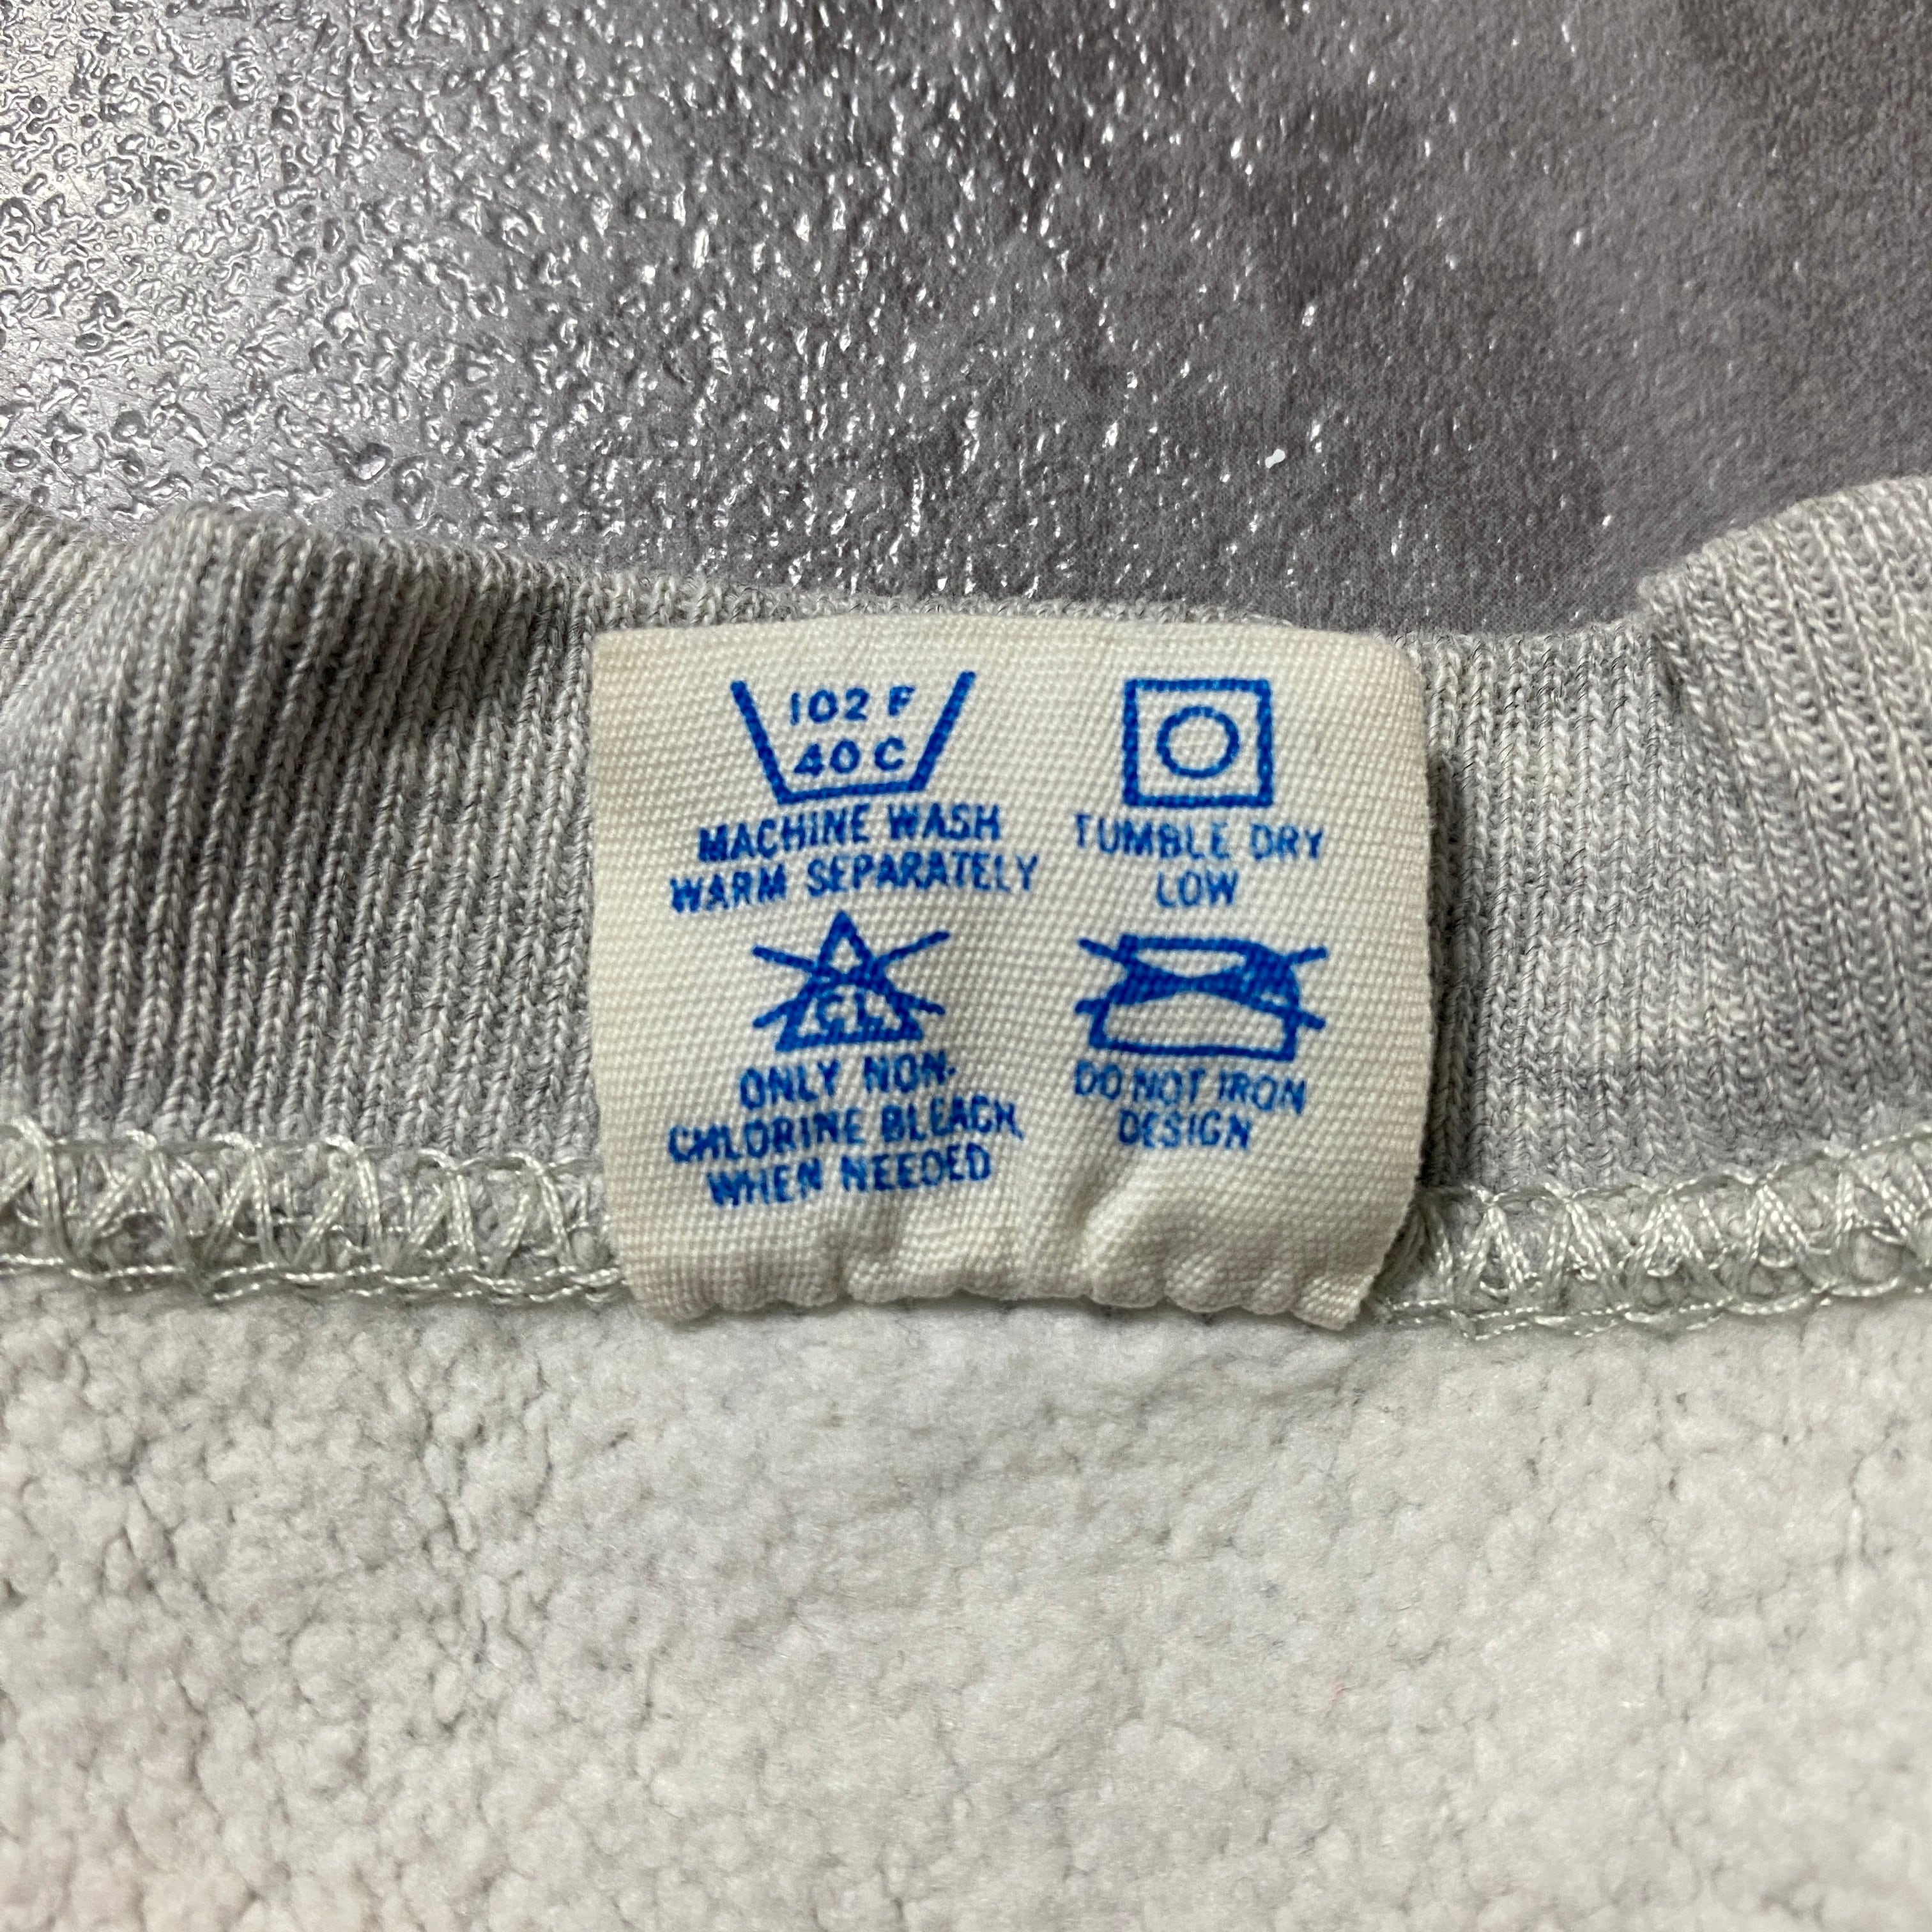 102 F
40 C
MACHINE WASH
WARM SEPARATELY
TUMBLE DRY
LOW
CL
ONLY NON-
CHLORINE BLEACH
WHEN NEEDED
DO NOT IRON
DESIGN